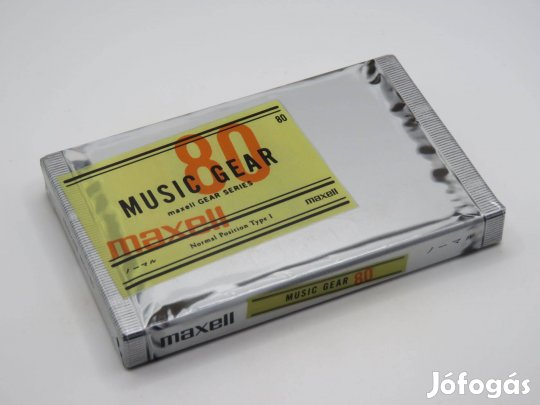 80
80
MUSIC GEAR
maxell GEAR SERIES
maxell
maxell
Normal Position Type I
ノーマル
MUSIC GEAR 80
maxell
ノーマル
Jófogás